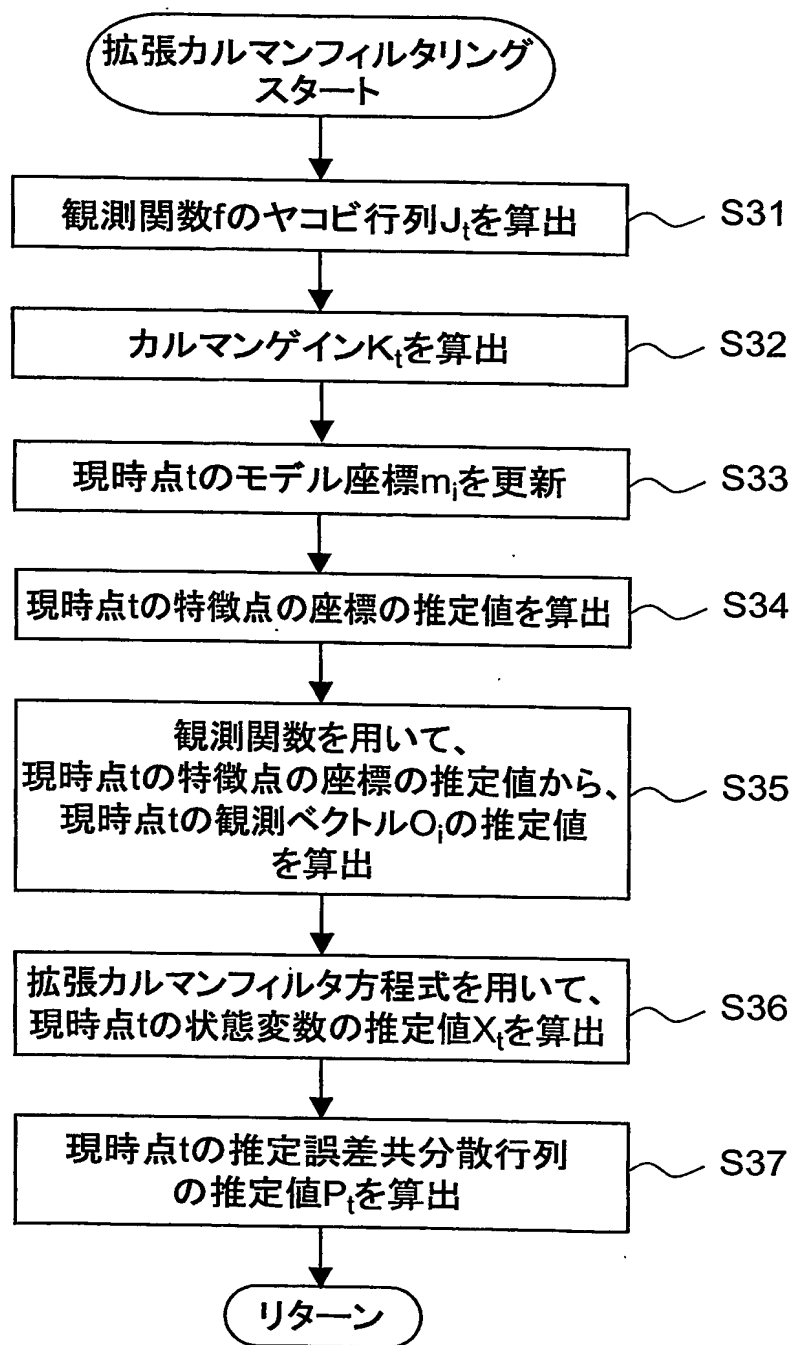 拡張カルマンフィルタリング
スタート
観測関数fのヤコビ行列Jtを算出
S31
カルマンゲインKtを算出
S32
現時点tのモデル座標miを更新
S33
現時点tの特徴点の座標の推定値を算出
S34
観測関数を用いて、
現時点tの特徴点の座標の推定値から、
現時点tの観測ベクトルOiの推定値
を算出
S35
拡張カルマンフィルタ方程式を用いて、
現時点tの状態変数の推定値Xtを算出
S36
現時点tの推定誤差共分散行列
の推定値Ptを算出
S37
リターン